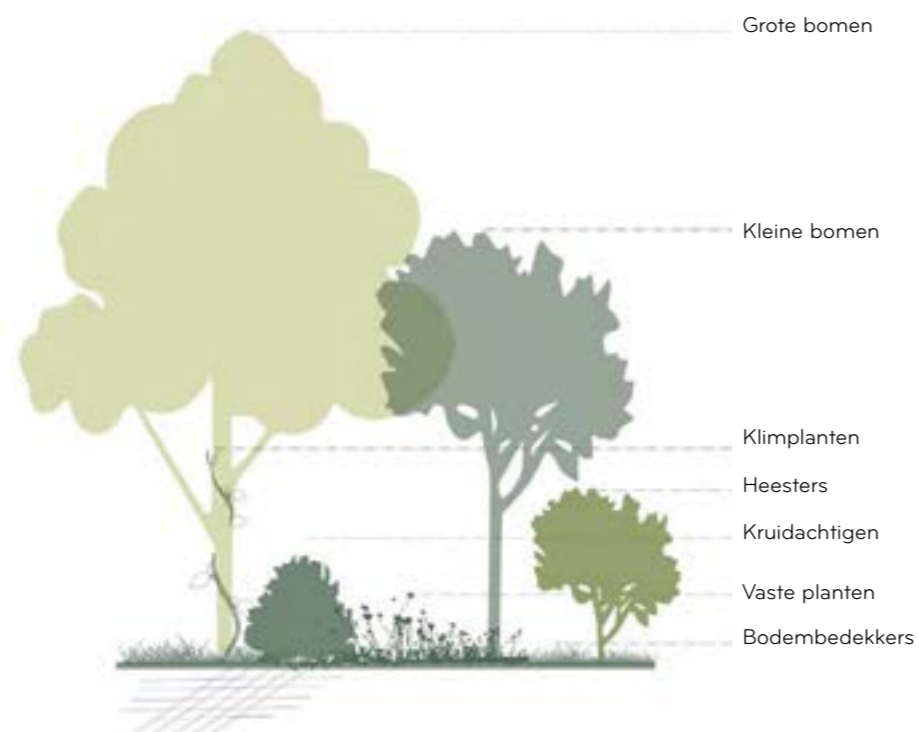 Grote bomen
Kleine bomen
Klimplanten
Heesters
Kruidachtigen
Vaste planten
Bodembedekkers